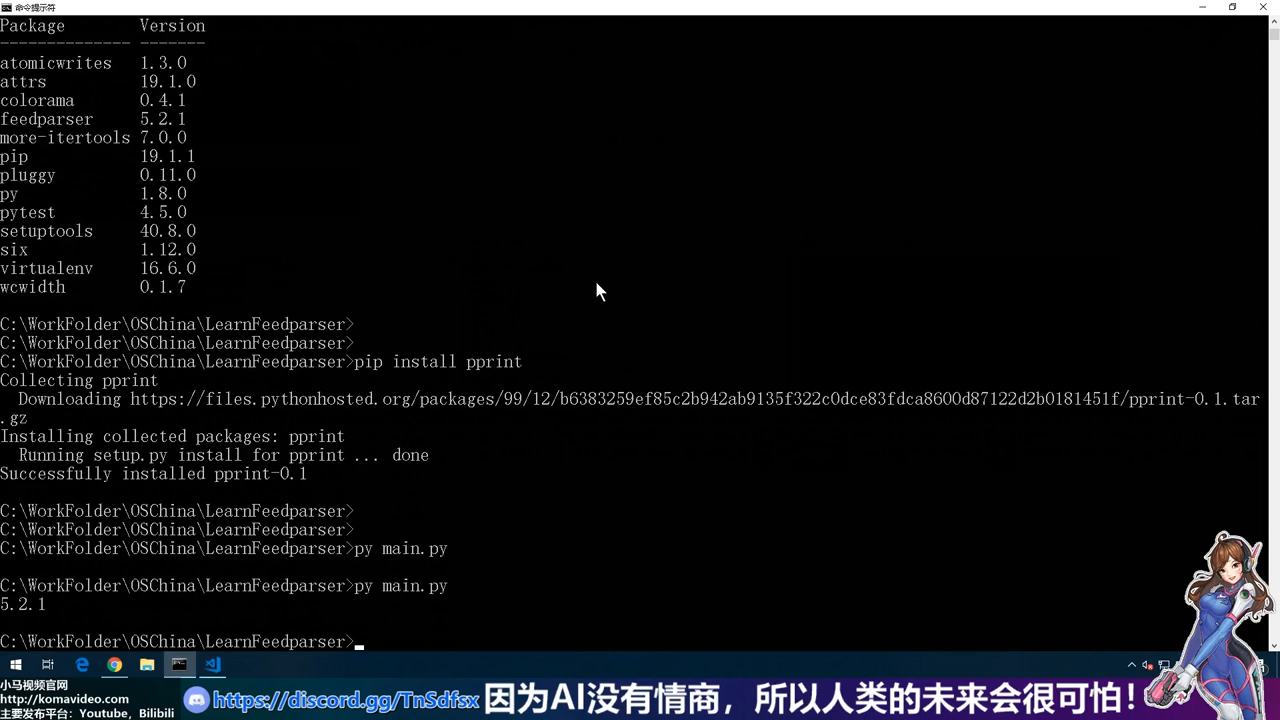 命令提示符
Package Version
------------- -------
atomicwrites 1.3.0
attrs 19.1.0
colorama 0.4.1
feedparser 5.2.1
more-itertools 7.0.0
pip 19.1.1
pluggy 0.11.0
py 1.8.0
pytest 4.5.0
setuptools 40.8.0
six 1.12.0
virtualenv 16.6.0
wcwidth 0.1.7
C:\WorkFolder\OSChina\LearnFeedparser>
C:\WorkFolder\OSChina\LearnFeedparser>
C:\WorkFolder\OSChina\LearnFeedparser>pip install pprint
Collecting pprint
Downloading https://files.pythonhosted.org/packages/99/12/b6383259ef85c2b942ab9135f322c0dce83fdca8600d87122d2b0181451f/pprint-0.1.tar
.gz
Installing collected packages: pprint
Running setup.py install for pprint ... done
Successfully installed pprint-0.1
C:\WorkFolder\OSChina\LearnFeedparser>
C:\WorkFolder\OSChina\LearnFeedparser>
C:\WorkFolder\OSChina\LearnFeedparser>py main.py
C:\WorkFolder\OSChina\LearnFeedparser>py main.py
5.2.1
C:\WorkFolder\OSChina\LearnFeedparser>
小马视频官网
http://komavideo.com
主要发布平台：Youtube，Bilibili
https://discord.gg/TnSdfsx 因为AI没有情商，所以人类的未来会很可怕！